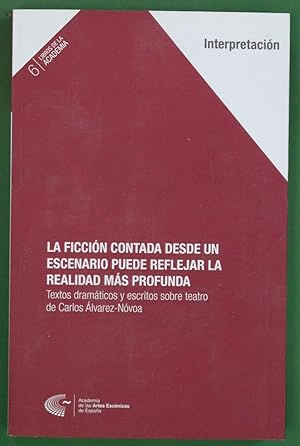 6 | LIBROS DE LA
ACADEMIA
Interpretación
LA FICCIÓN CONTADA DESDE UN
ESCENARIO PUEDE REFLEJAR LA
REALIDAD MÁS PROFUNDA
Textos dramáticos y escritos sobre teatro
de Carlos Álvarez-Nóvoa
Academia
de las Artes Escénicas
de España